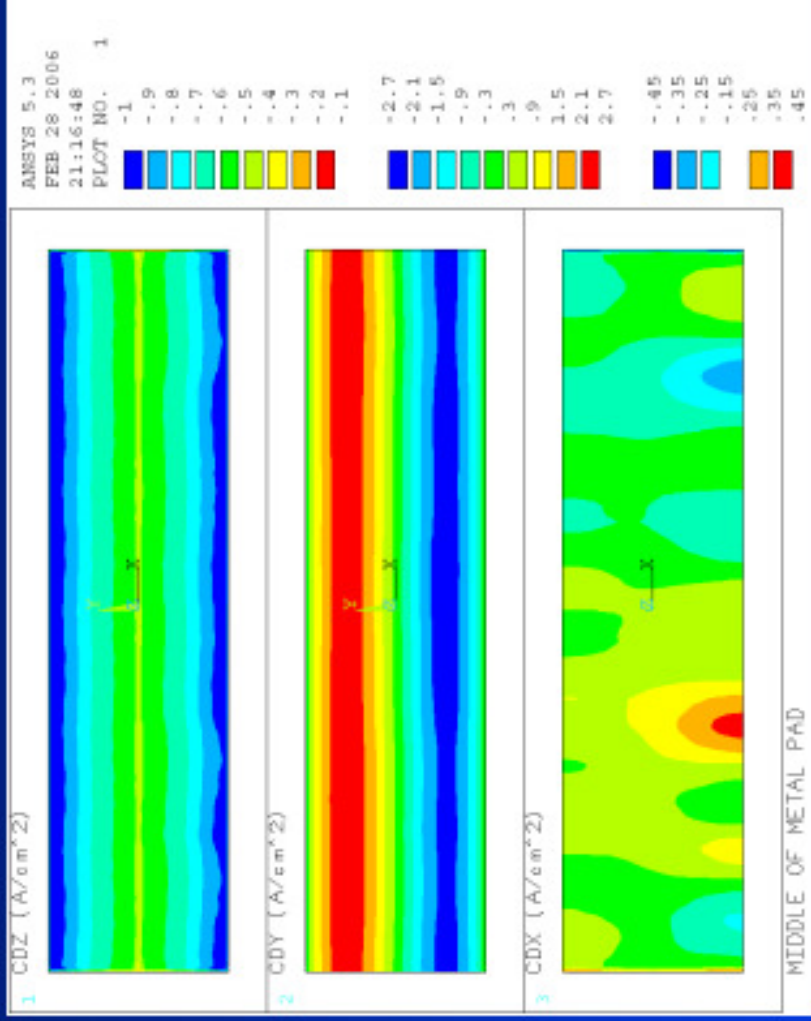 ANSYS 5.3
FEB 28 2006
21:16:48
PLOT NO. 1
-1
-.9
-.8
-.7
-.6
-.5
-.4
-.3
-.2
-.1
-2.7
-2.1
-1.5
-.9
-.3
.3
.9
1.5
2.1
2.7
-.45
-.35
-.25
-.15
.25
.35
.45
1
CDZ (A/cm^2)
Y
Z X
2
CDY (A/cm^2)
Y
Z X
3
CDX (A/cm^2)
Z X
MIDDLE OF METAL PAD